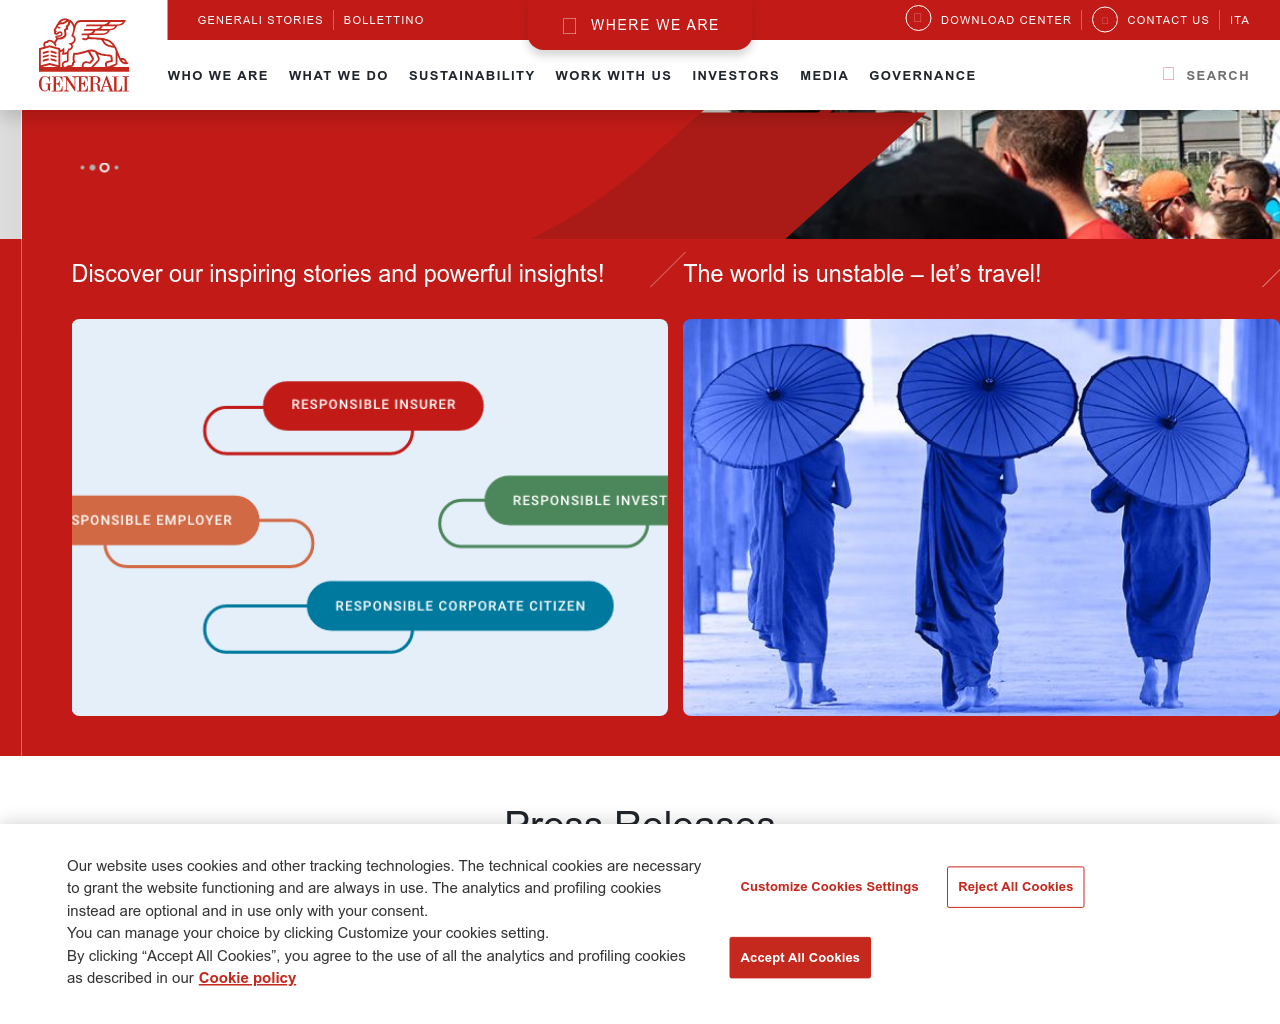 GENERALI STORIES
BOLLETTINO
WHERE WE ARE
DOWNLOAD CENTER
CONTACT US
ITA
GENERALI
WHO WE ARE
WHAT WE DO
SUSTAINABILITY
WORK WITH US
INVESTORS
MEDIA
GOVERNANCE
SEARCH
Discover our inspiring stories and powerful insights!
The world is unstable – let’s travel!
RESPONSIBLE INSURER
RESPONSIBLE INVEST
SPONSIBLE EMPLOYER
RESPONSIBLE CORPORATE CITIZEN
Press Releases
Our website uses cookies and other tracking technologies. The technical cookies are necessary
to grant the website functioning and are always in use. The analytics and profiling cookies
instead are optional and in use only with your consent.
You can manage your choice by clicking Customize your cookies setting.
By clicking “Accept All Cookies”, you agree to the use of all the analytics and profiling cookies
as described in our Cookie policy
Customize Cookies Settings
Reject All Cookies
Accept All Cookies